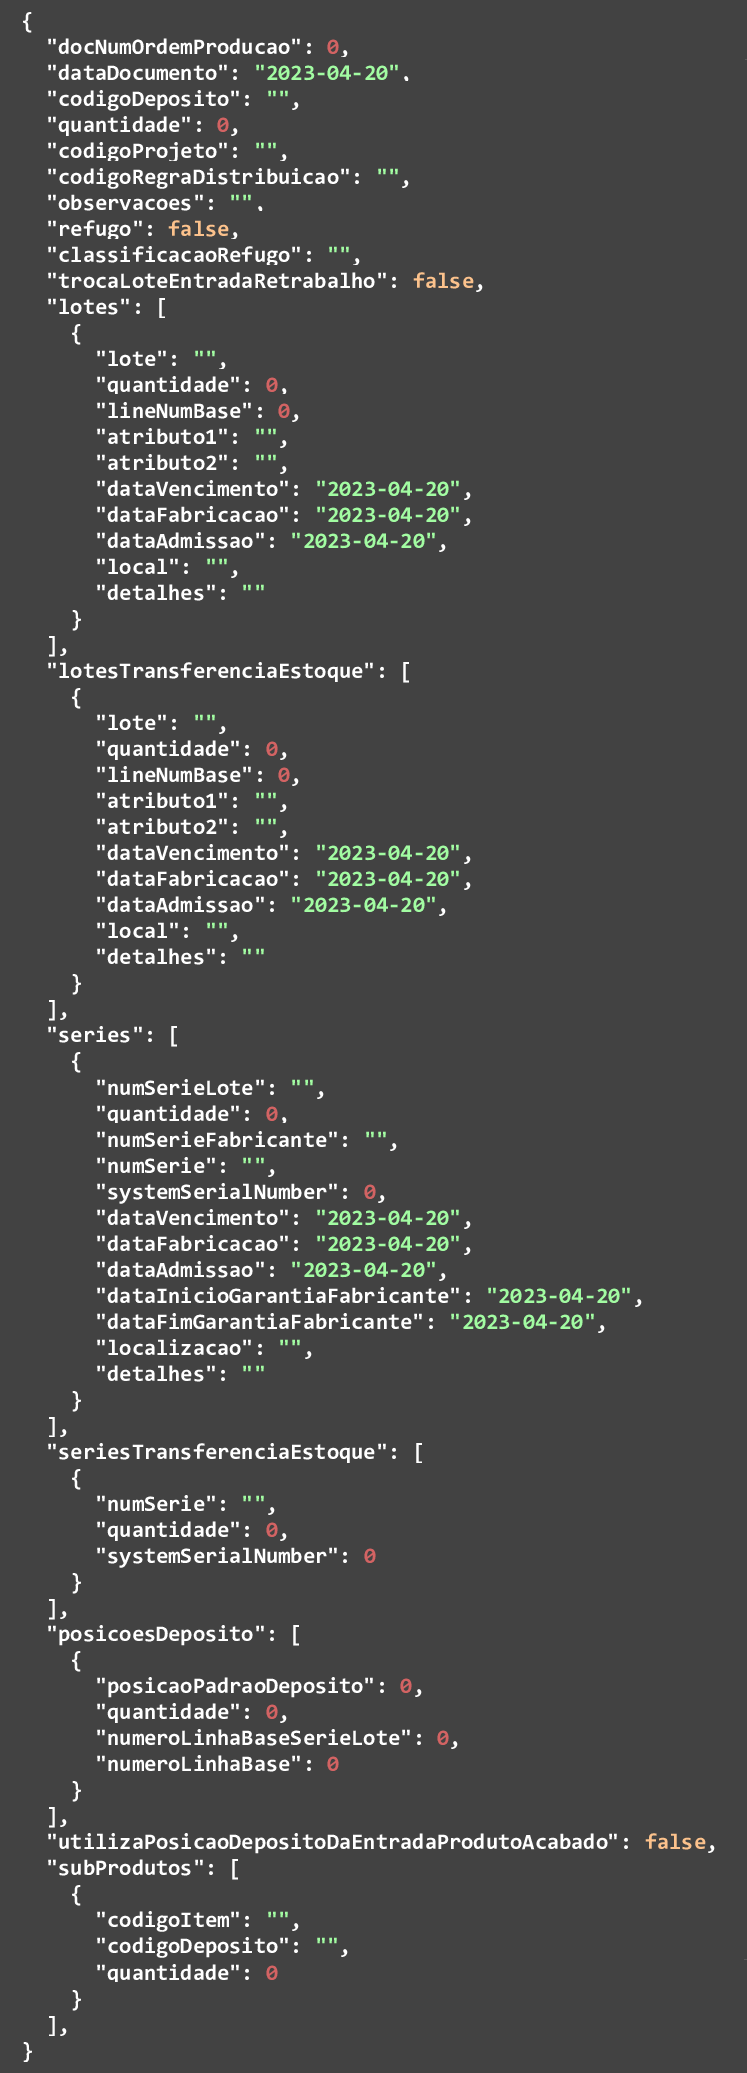 {
"docNumOrdemProducao": 0,
"dataDocumento": "2023-04-20",
"codigoDeposito": "",
"quantidade": 0,
"codigoProjeto": "",
"codigoRegraDistribuicao": "",
"observacoes": "",
"refugo": false,
"classificacaoRefugo": "",
"trocaLoteEntradaRetrabalho": false,
"lotes": [
{
"lote": "",
"quantidade": 0,
"lineNumBase": 0,
"atributo1": "",
"atributo2": "",
"dataVencimento": "2023-04-20",
"dataFabricacao": "2023-04-20",
"dataAdmissao": "2023-04-20",
"local": "",
"detalhes": ""
}
],
"lotesTransferenciaEstoque": [
{
"lote": "",
"quantidade": 0,
"lineNumBase": 0,
"atributo1": "",
"atributo2": "",
"dataVencimento": "2023-04-20",
"dataFabricacao": "2023-04-20",
"dataAdmissao": "2023-04-20",
"local": "",
"detalhes": ""
}
],
"series": [
{
"numSerieLote": "",
"quantidade": 0,
"numSerieFabricante": "",
"numSerie": "",
"systemSerialNumber": 0,
"dataVencimento": "2023-04-20",
"dataFabricacao": "2023-04-20",
"dataAdmissao": "2023-04-20",
"dataInicioGarantiaFabricante": "2023-04-20",
"dataFimGarantiaFabricante": "2023-04-20",
"localizacao": "",
"detalhes": ""
}
],
"seriesTransferenciaEstoque": [
{
"numSerie": "",
"quantidade": 0,
"systemSerialNumber": 0
}
],
"posicoesDeposito": [
{
"posicaoPadraoDeposito": 0,
"quantidade": 0,
"numeroLinhaBaseSerieLote": 0,
"numeroLinhaBase": 0
}
],
"utilizaPosicaoDepositoDaEntradaProdutoAcabado": false,
"subProdutos": [
{
"codigoItem": "",
"codigoDeposito": "",
"quantidade": 0
}
],
}